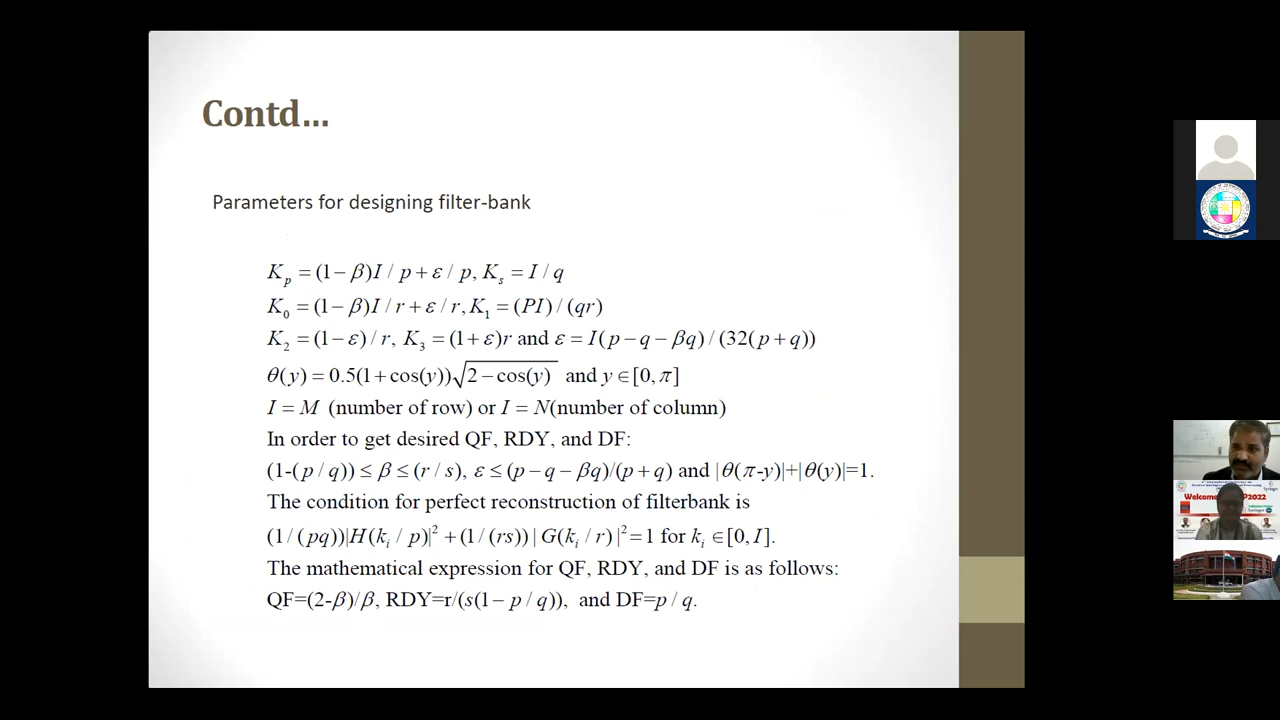 Contd...
Parameters for designing filter-bank
K_p = (1 − β)I / p + ε / p, K_s = I / q
K_0 = (1 − β)I / r + ε / r, K_1 = (PI) / (qr)
K_2 = (1 − ε) / r, K_3 = (1 + ε)r and ε = I(p − q − βq) / (32(p + q))
θ(y) = 0.5(1 + cos(y))√(2 − cos(y)) and y ∈ [0, π]
I = M (number of row) or I = N(number of column)
In order to get desired QF, RDY, and DF:
(1-(p / q)) ≤ β ≤ (r / s), ε ≤ (p − q − βq)/(p + q) and |θ(π-y)|+|θ(y)|=1.
The condition for perfect reconstruction of filterbank is
(1/ (pq))|H(k_i / p)|² + (1/ (rs)) | G(k_i / r) |² = 1 for k_i ∈ [0, I].
The mathematical expression for QF, RDY, and DF is as follows:
QF=(2-β)/β, RDY=r/(s(1 − p / q)), and DF=p / q.
Welcome
P2022